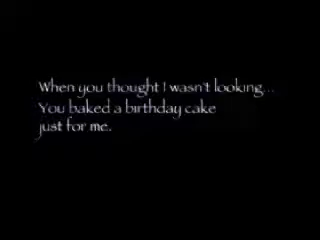 When you thought I wasn't looking...
You baked a birthday cake
just for me.